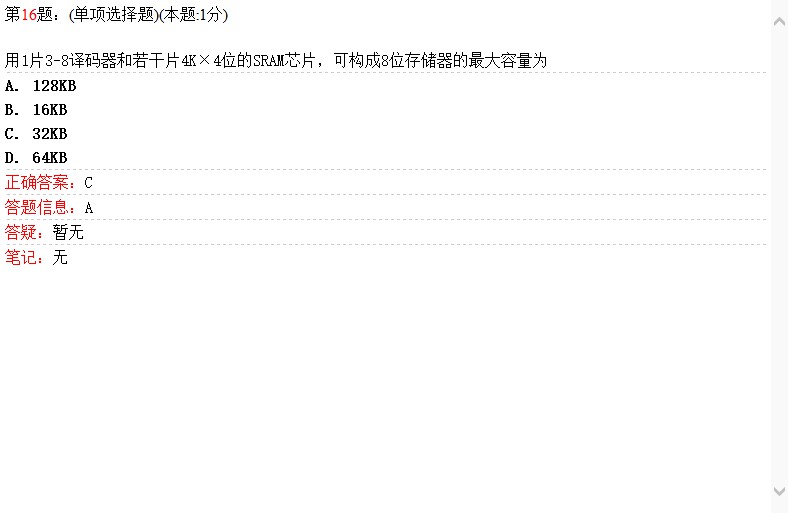 第16题：(单项选择题)(本题:1分)
用1片3-8译码器和若干片4K×4位的SRAM芯片，可构成8位存储器的最大容量为
A. 128KB
B. 16KB
C. 32KB
D. 64KB
正确答案：C
答题信息：A
答疑：暂无
笔记：无